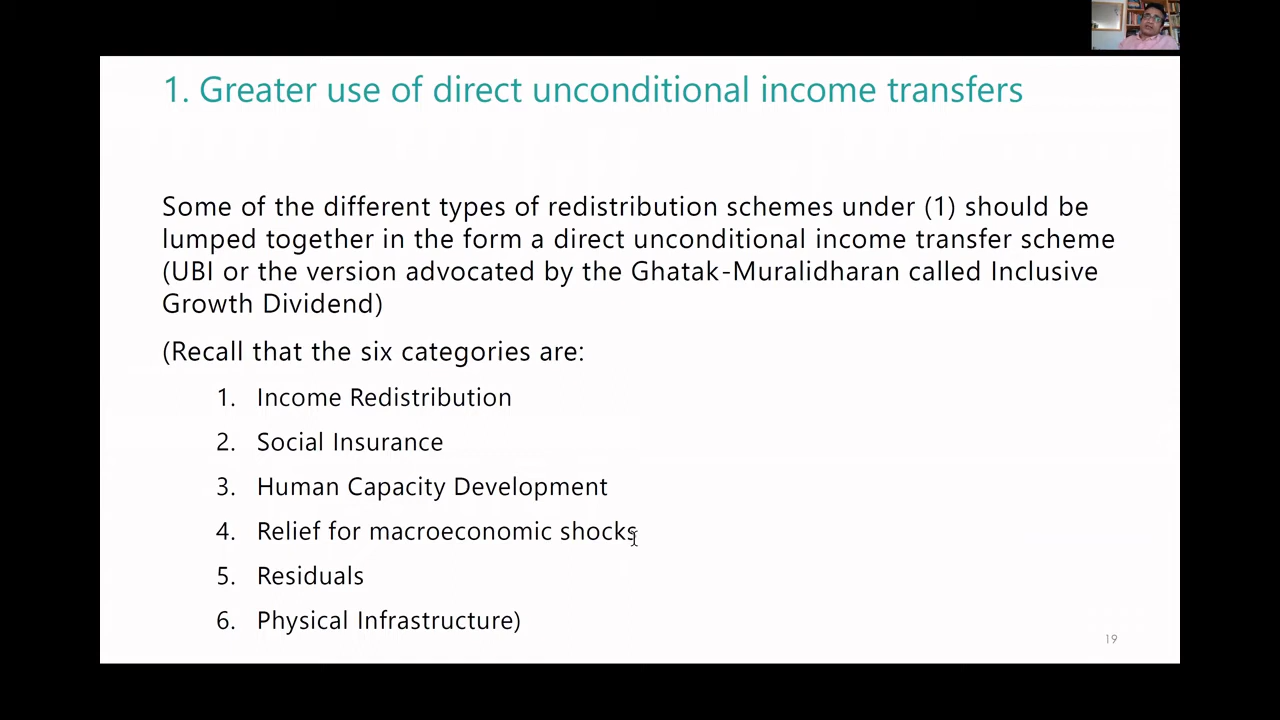 1. Greater use of direct unconditional income transfers
Some of the different types of redistribution schemes under (1) should be
lumped together in the form a direct unconditional income transfer scheme
(UBI or the version advocated by the Ghatak-Muralidharan called Inclusive
Growth Dividend)
(Recall that the six categories are:
1. Income Redistribution
2. Social Insurance
3. Human Capacity Development
4. Relief for macroeconomic shocks
5. Residuals
6. Physical Infrastructure)
19